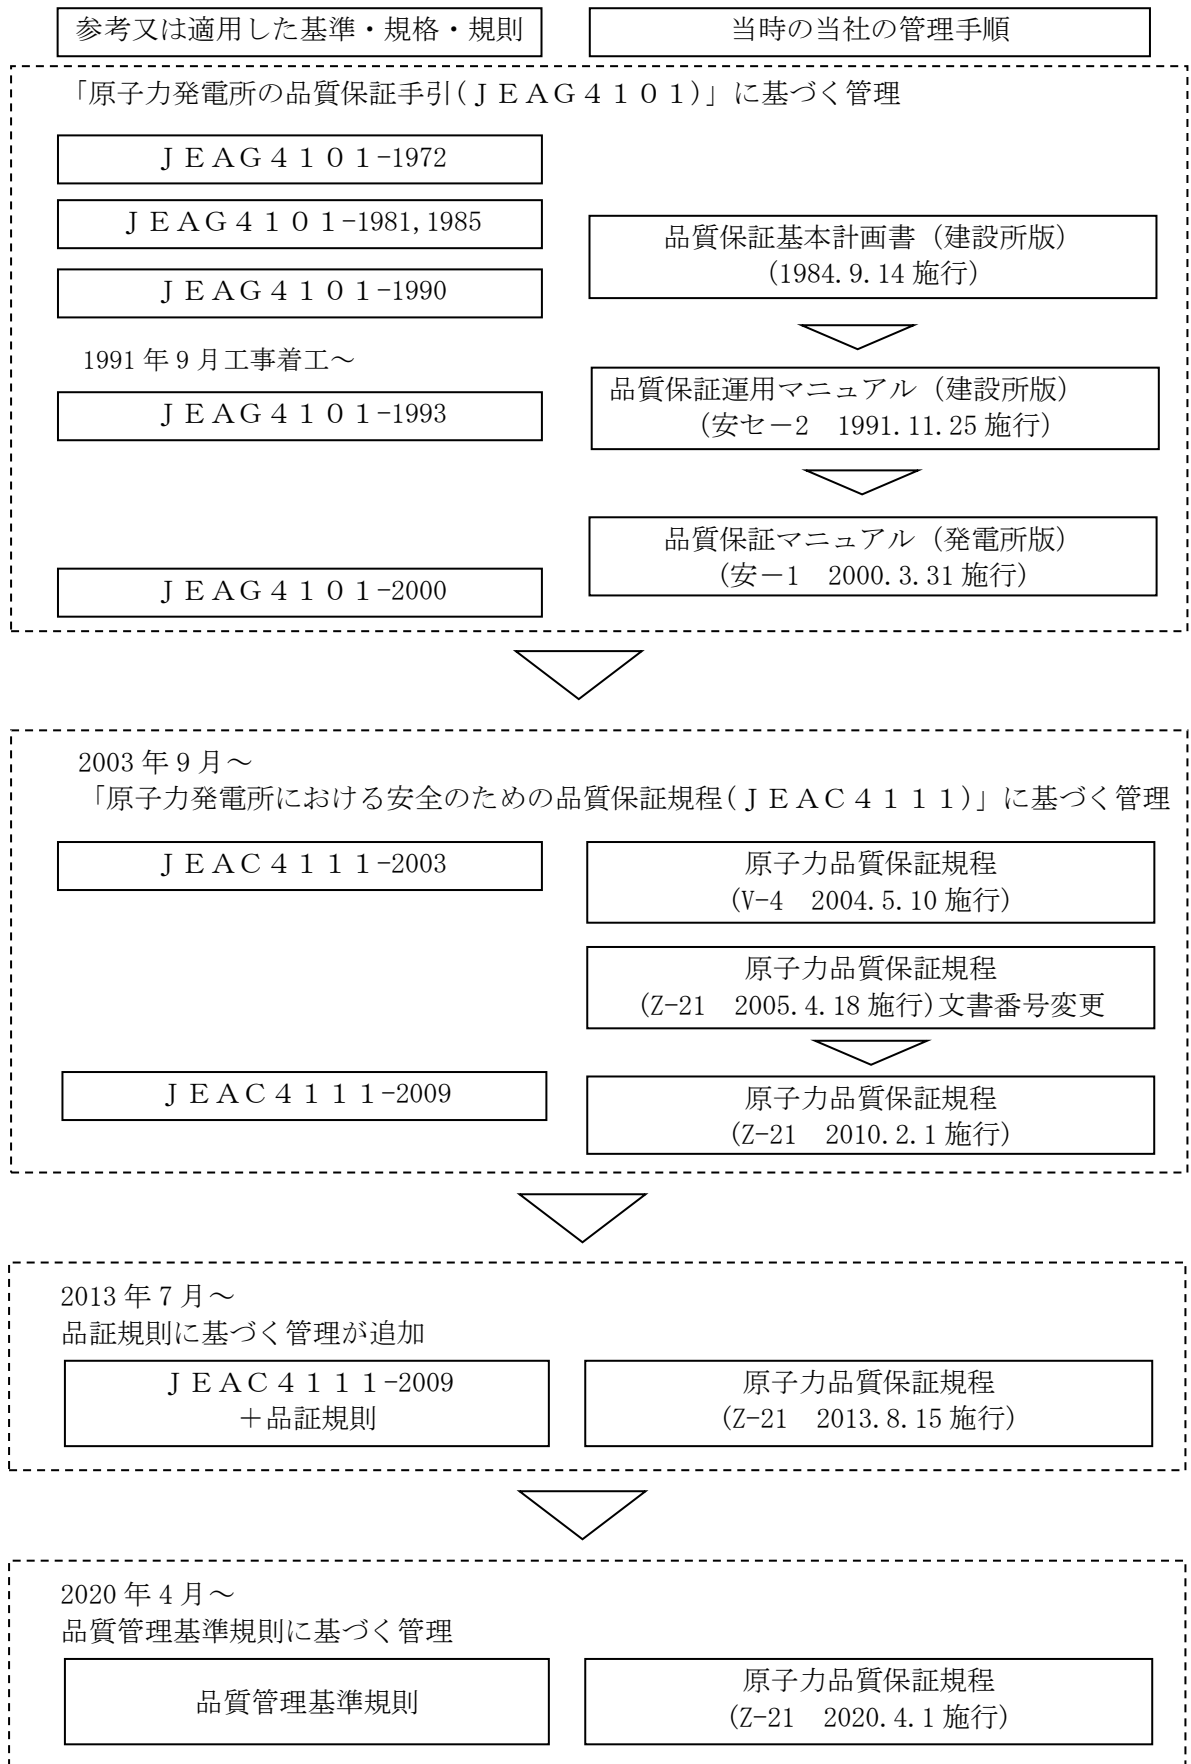 参考又は適用した基準・規格・規則
当時の当社の管理手順
「原子力発電所の品質保証手引(ＪＥＡＧ４１０１)」に基づく管理
ＪＥＡＧ４１０１-1972
ＪＥＡＧ４１０１-1981,1985
品質保証基本計画書（建設所版）
(1984.9.14 施行)
ＪＥＡＧ４１０１-1990
1991 年 9 月工事着工～
品質保証運用マニュアル（建設所版）
(安セ－2　1991.11.25 施行)
ＪＥＡＧ４１０１-1993
品質保証マニュアル（発電所版）
(安－1　2000.3.31 施行)
ＪＥＡＧ４１０１-2000
2003 年 9 月～
「原子力発電所における安全のための品質保証規程(ＪＥＡＣ４１１１)」に基づく管理
ＪＥＡＣ４１１１-2003
原子力品質保証規程
(V-4　2004.5.10 施行)
原子力品質保証規程
(Z-21　2005.4.18 施行)文書番号変更
ＪＥＡＣ４１１１-2009
原子力品質保証規程
(Z-21　2010.2.1 施行)
2013 年 7 月～
品証規則に基づく管理が追加
ＪＥＡＣ４１１１-2009
＋品証規則
原子力品質保証規程
(Z-21　2013.8.15 施行)
2020 年 4 月～
品質管理基準規則に基づく管理
品質管理基準規則
原子力品質保証規程
(Z-21　2020.4.1 施行)